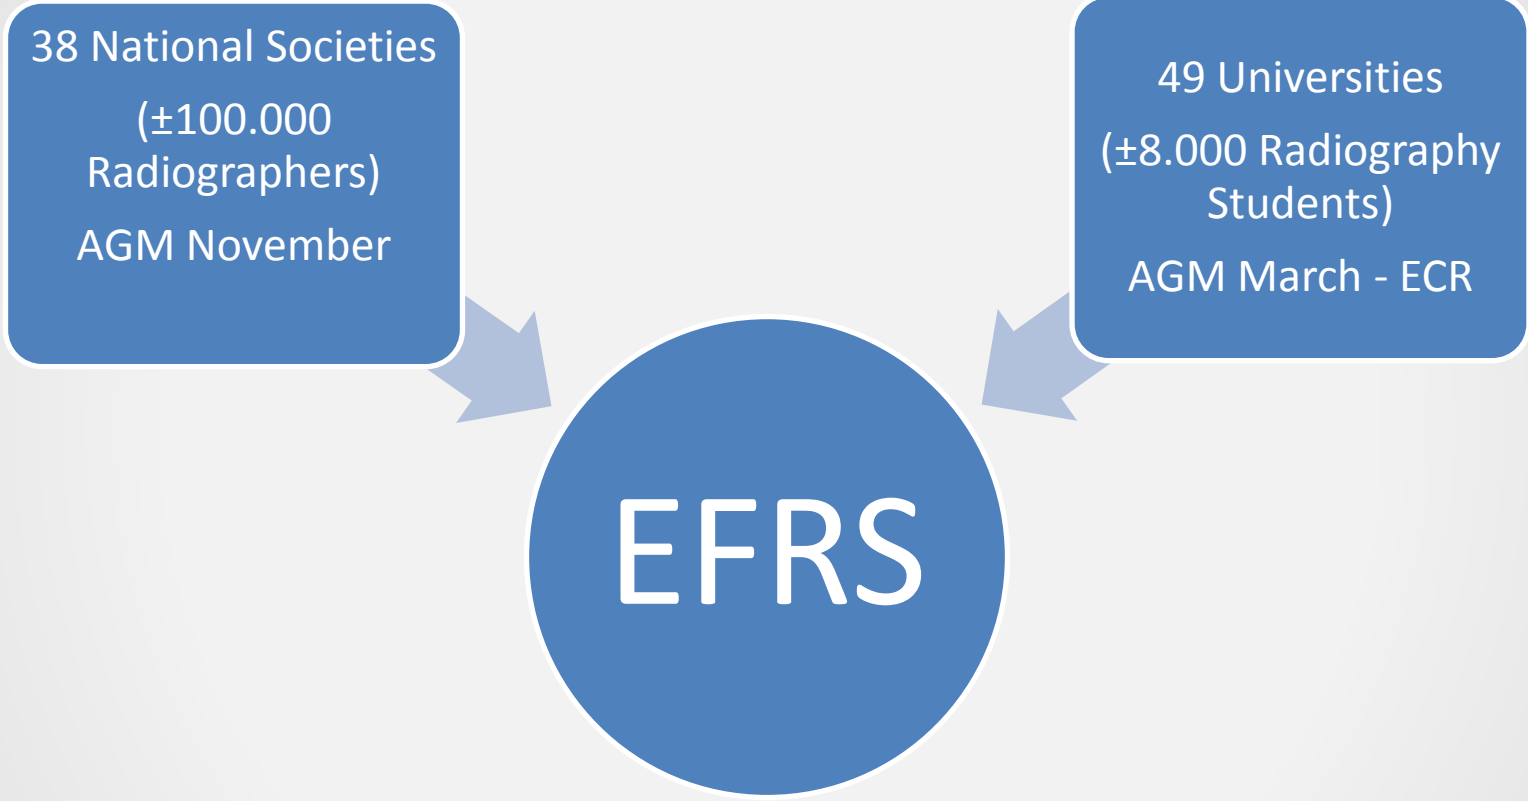 38 National Societies
(±100.000
Radiographers)
AGM November
49 Universities
(±8.000 Radiography
Students)
AGM March - ECR
EFRS